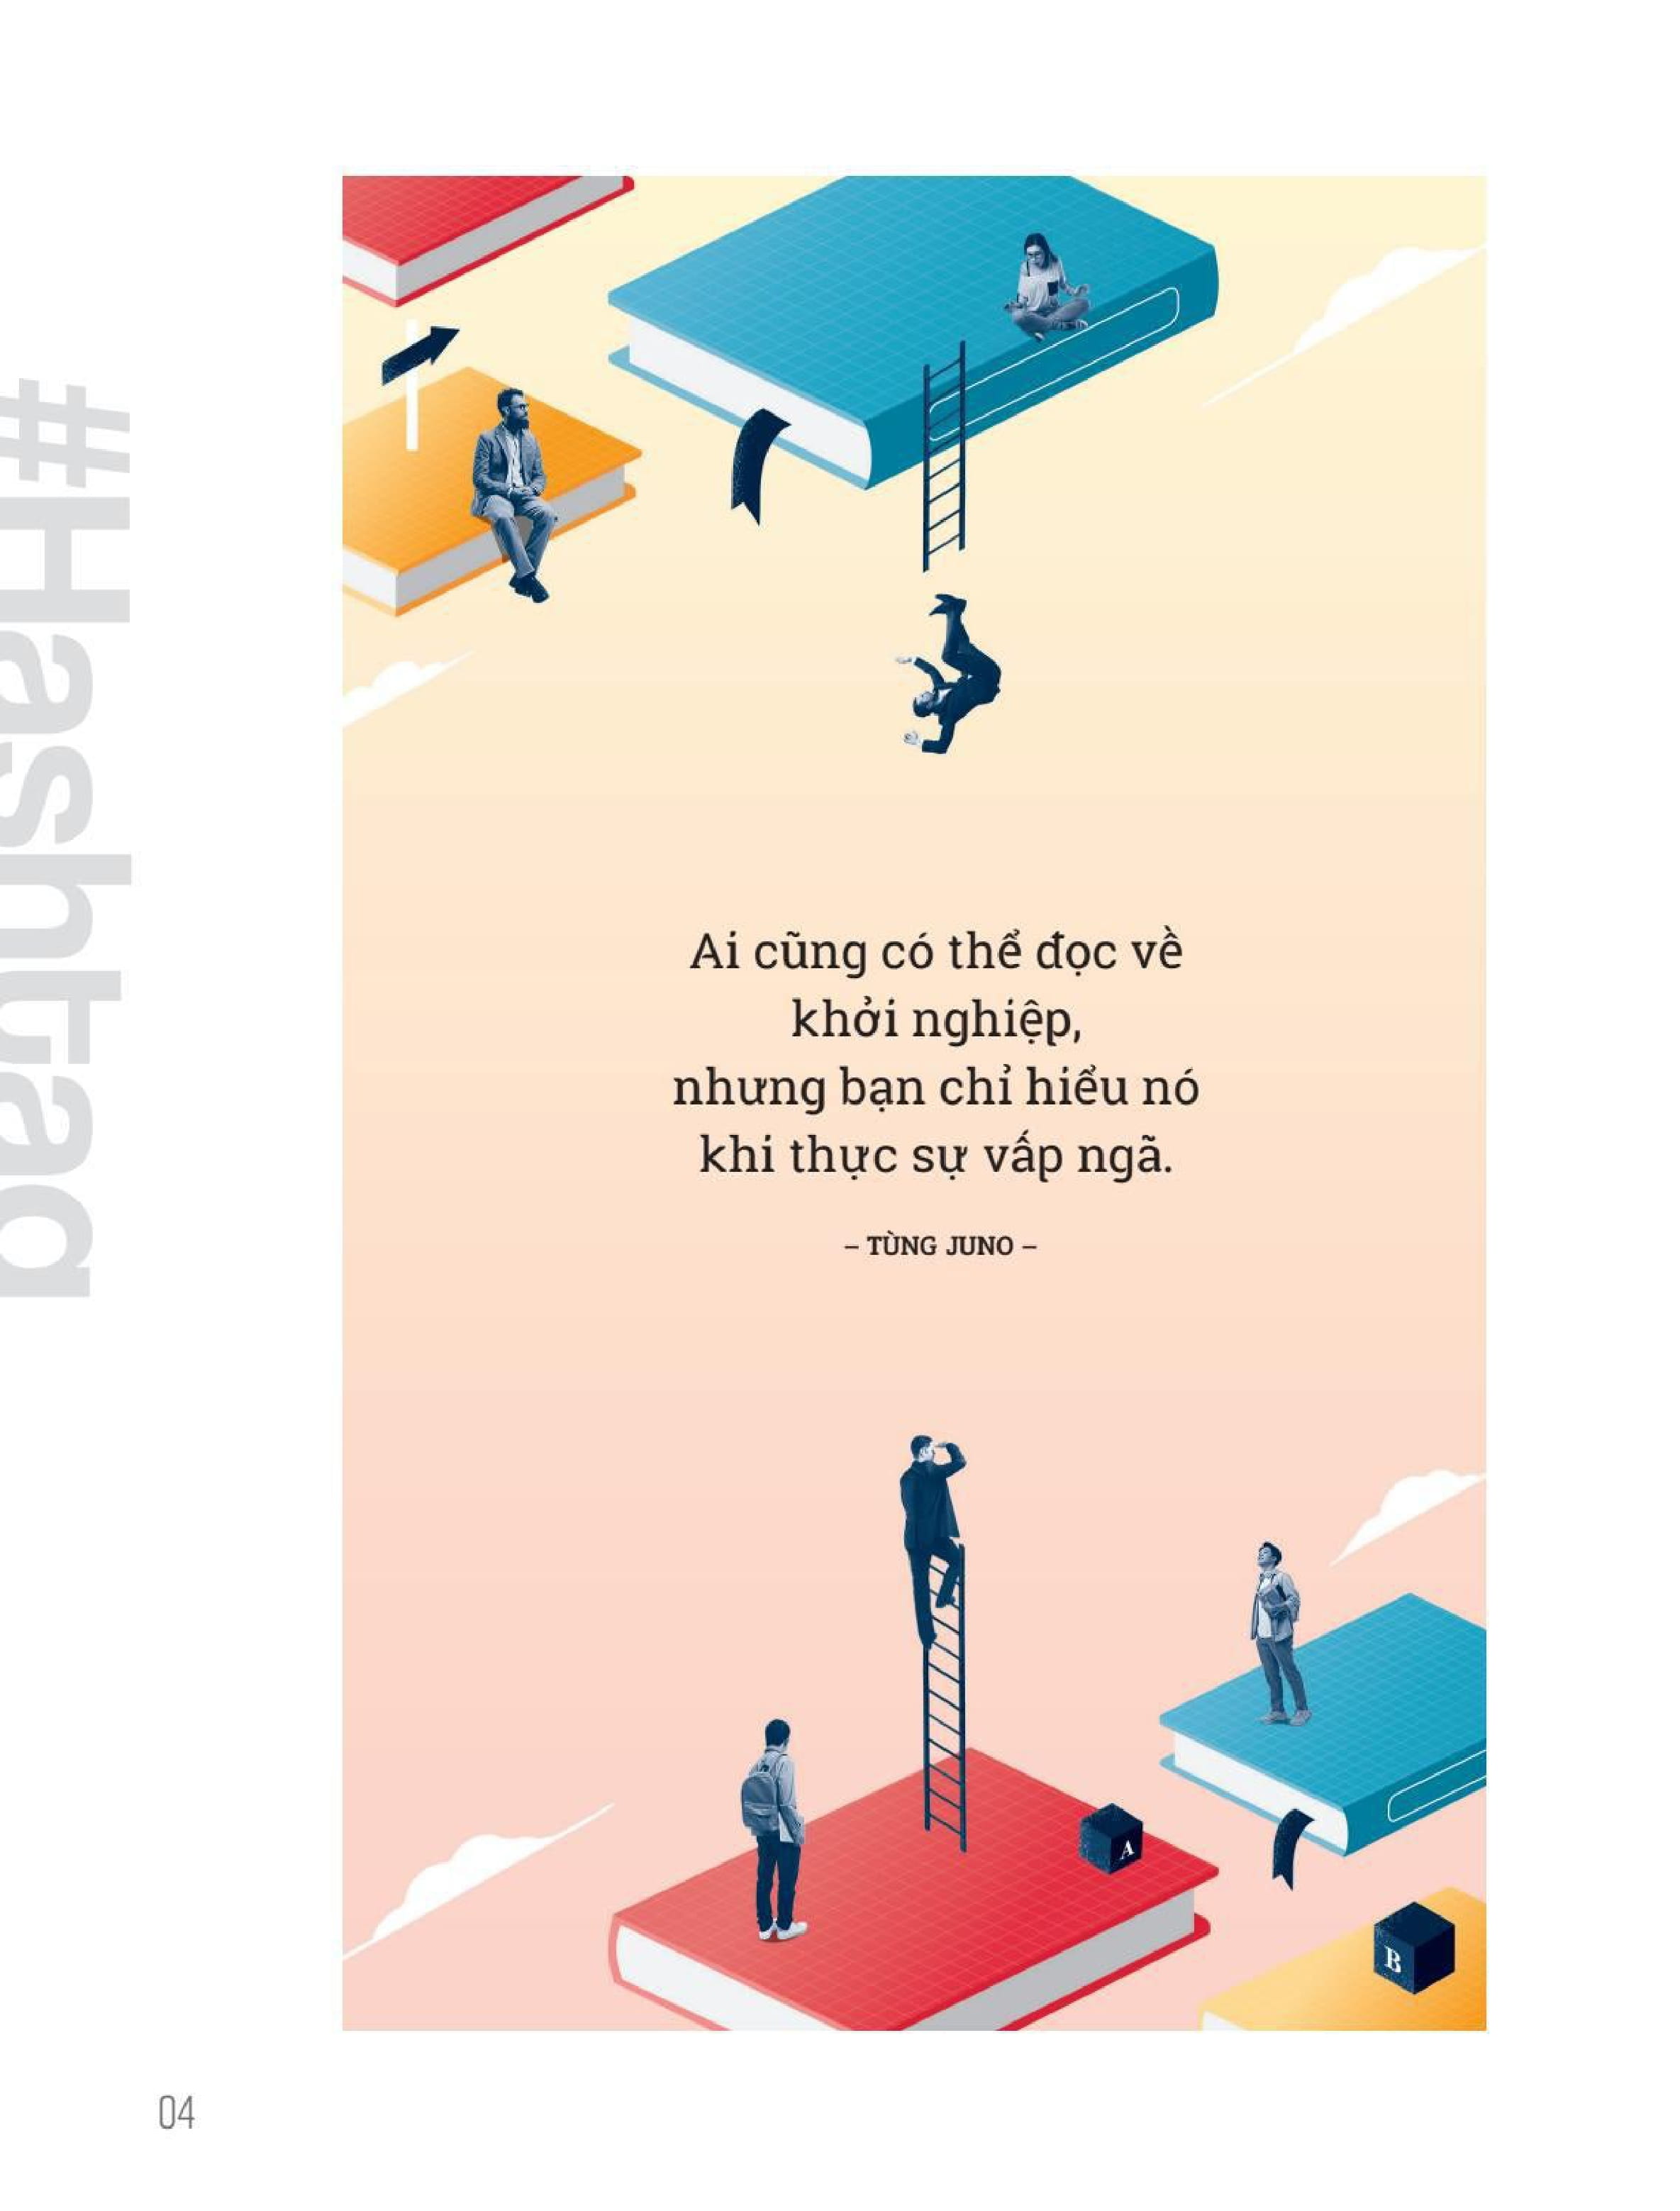 #Hashtag
Ai cũng có thể đọc về
khởi nghiệp,
nhưng bạn chỉ hiểu nó
khi thực sự vấp ngã.
– TÙNG JUNO –
A
B
04